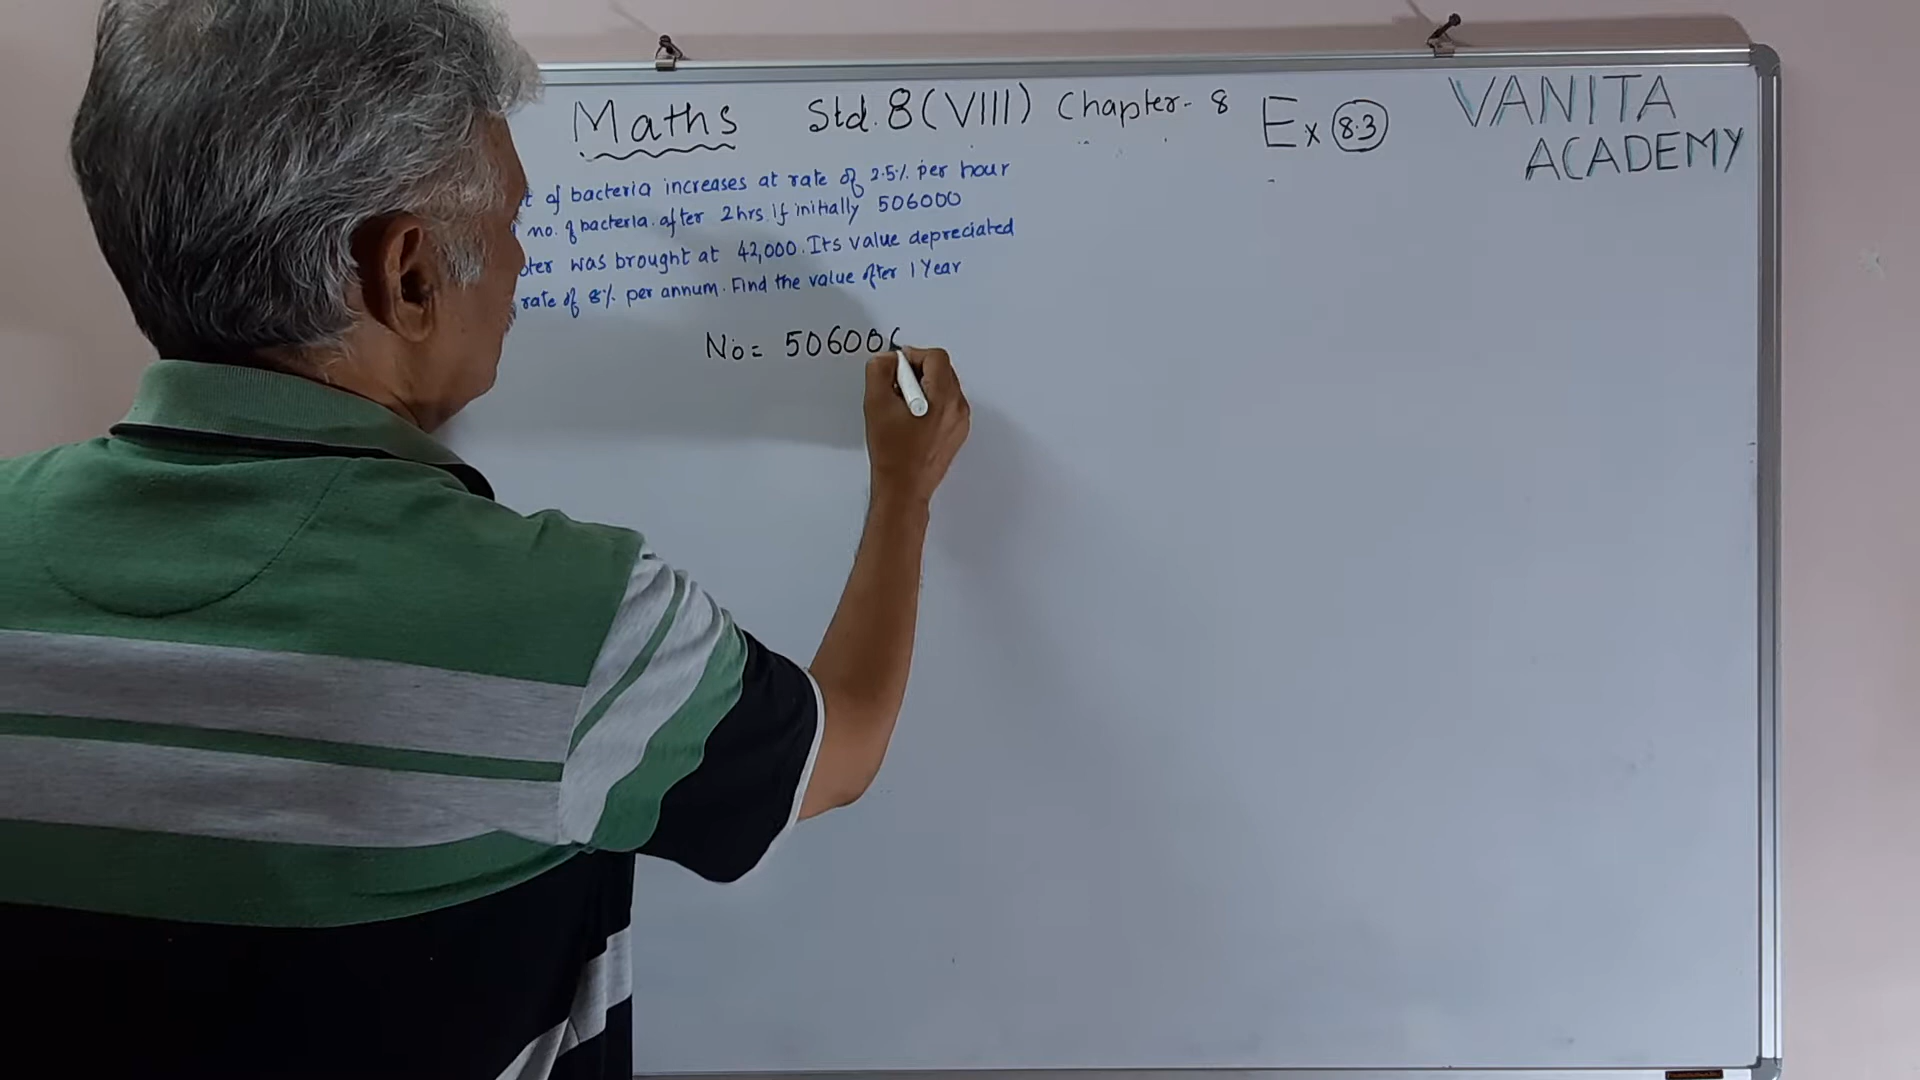 Maths Std. 8 (VIII) Chapter - 8 Ex 8.3
VANITA
ACADEMY
of bacteria increases at rate of 2.5% per hour
no. of bacteria after 2hrs if initially 506000
was brought at 42,000. Its value depreciated
rate of 8% per annum. Find the value after 1 Year
No = 50600